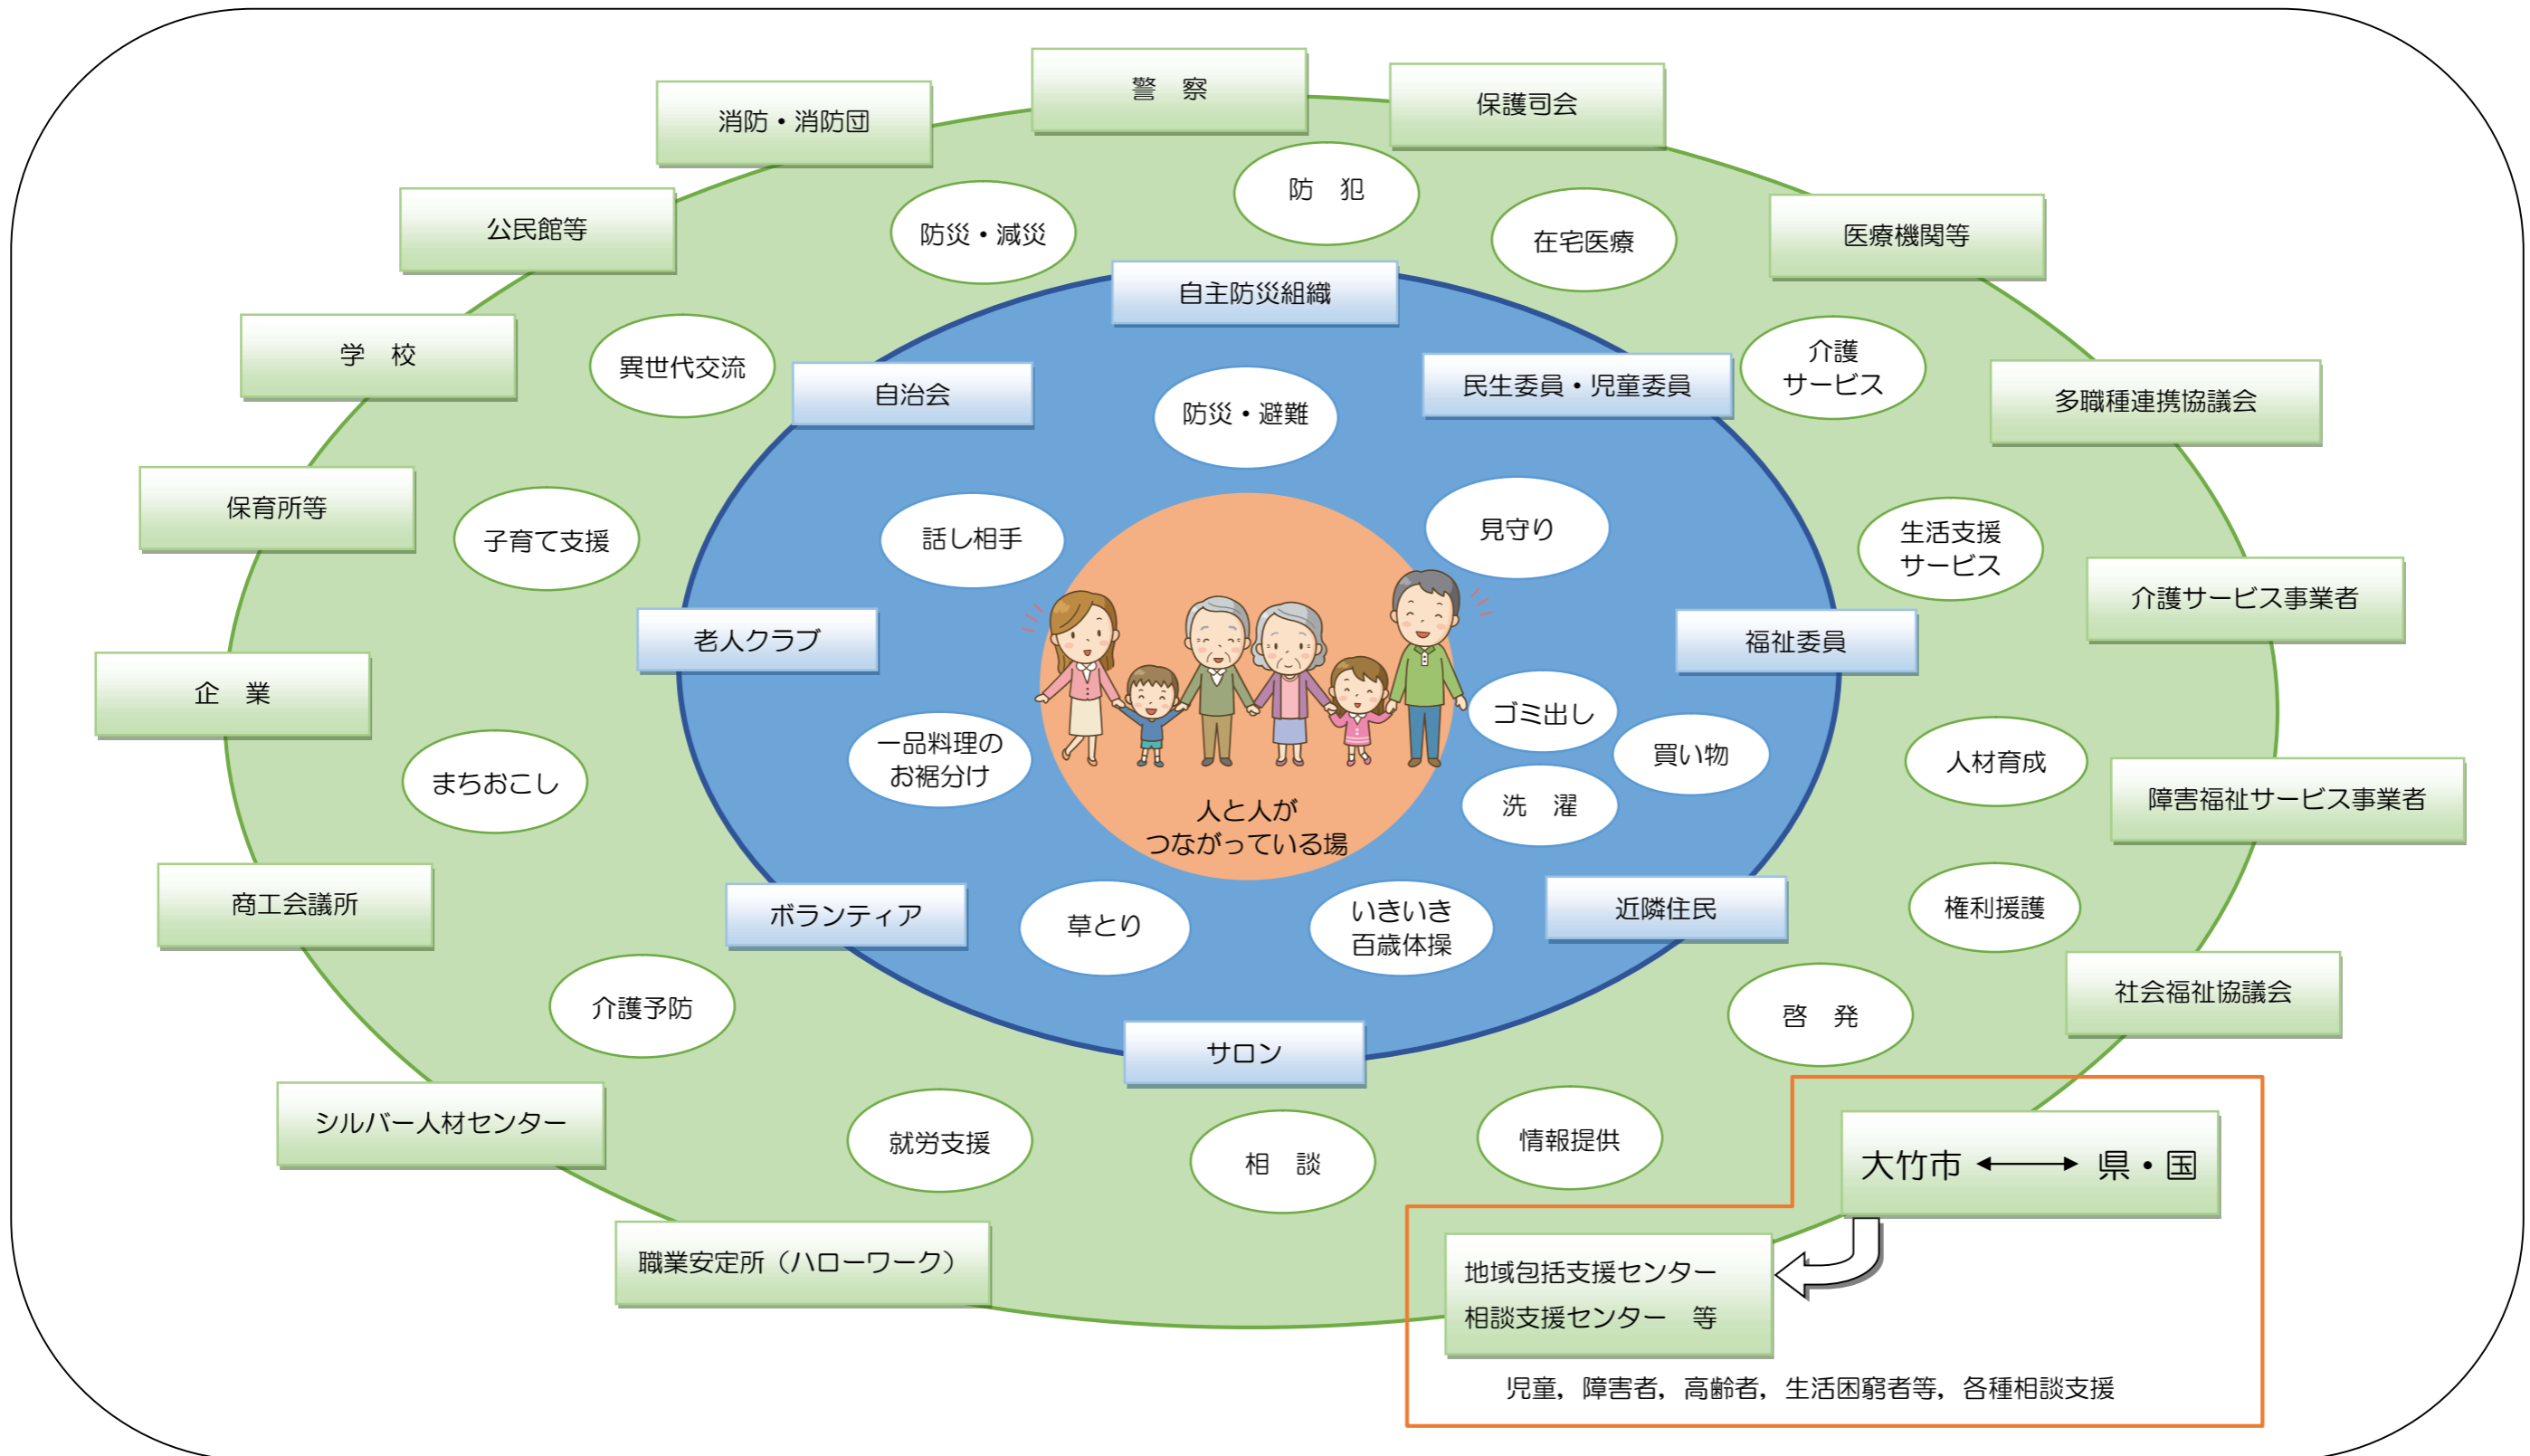 警　察
保護司会
消防・消防団
防　犯
公民館等
防災・減災
在宅医療
医療機関等
自主防災組織
学　校
異世代交流
自治会
防災・避難
民生委員・児童委員
介護
サービス
多職種連携協議会
保育所等
子育て支援
話し相手
見守り
生活支援
サービス
介護サービス事業者
老人クラブ
福祉委員
企　業
まちおこし
一品料理の
お裾分け
ゴミ出し
買い物
洗　濯
人材育成
障害福祉サービス事業者
人と人が
つながっている場
商工会議所
ボランティア
草とり
いきいき
百歳体操
近隣住民
権利擁護
社会福祉協議会
介護予防
サロン
啓　発
シルバー人材センター
就労支援
相　談
情報提供
大竹市 ←→ 県・国
職業安定所（ハローワーク）
地域包括支援センター
相談支援センター　等
児童，障害者，高齢者，生活困窮者等，各種相談支援